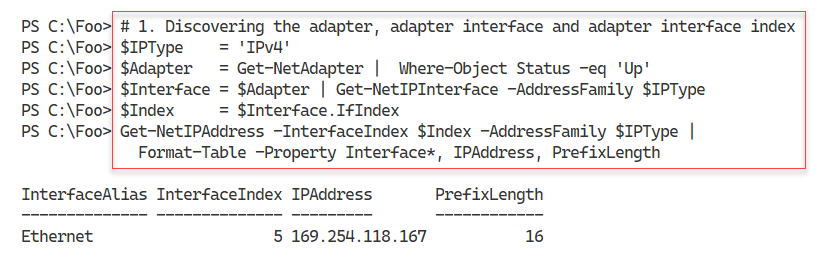 PS C:\Foo> # 1. Discovering the adapter, adapter interface and adapter interface index
PS C:\Foo> $IPType    = 'IPv4'
PS C:\Foo> $Adapter   = Get-NetAdapter |  Where-Object Status -eq 'Up'
PS C:\Foo> $Interface = $Adapter | Get-NetIPInterface -AddressFamily $IPType
PS C:\Foo> $Index     = $Interface.IfIndex
PS C:\Foo> Get-NetIPAddress -InterfaceIndex $Index -AddressFamily $IPType |
             Format-Table -Property Interface*, IPAddress, PrefixLength
InterfaceAlias InterfaceIndex IPAddress       PrefixLength
-------------- -------------- ---------       ------------
Ethernet                    5 169.254.118.167           16